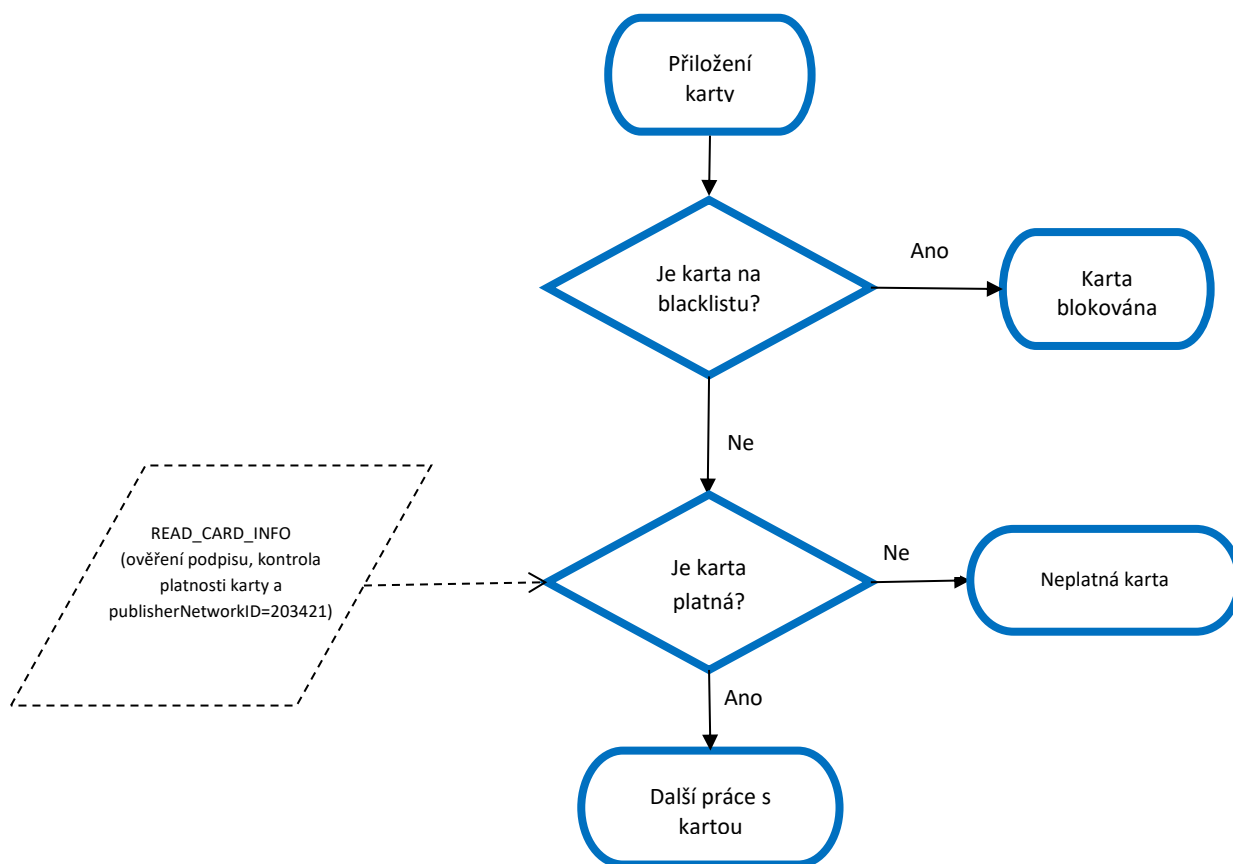 Přiložení
karty
Je karta na
blacklistu?
Ano
Karta
blokována
Ne
READ_CARD_INFO
(ověření podpisu, kontrola
platnosti karty a
publisherNetworkID=203421)
Je karta
platná?
Ne
Neplatná karta
Ano
Další práce s
kartou